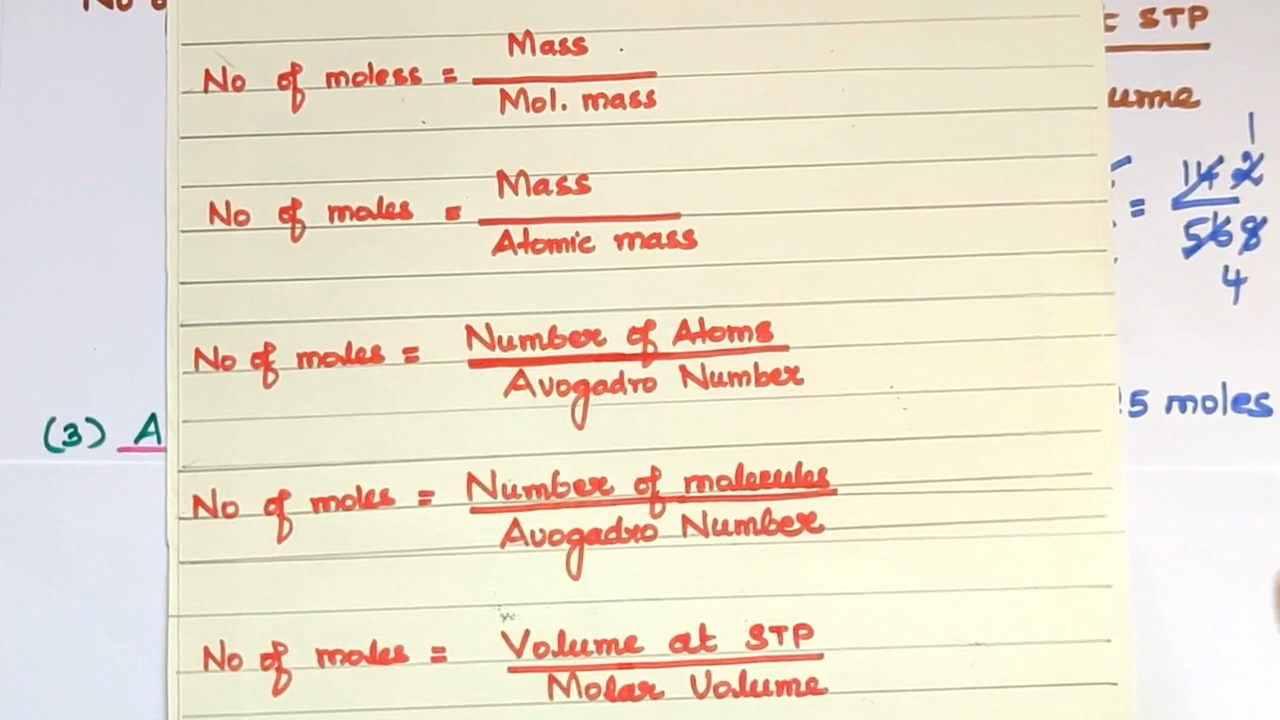 No of
t STP
No of moless = Mass
Mol. mass
ume
No of moles = Mass
Atomic mass
= 14 2 1
56 8
4
No of moles = Number of Atoms
Avogadro Number
(3) A
5 moles
No of moles = Number of molecules
Avogadro Number
No of moles = Volume at STP
Molar Volume